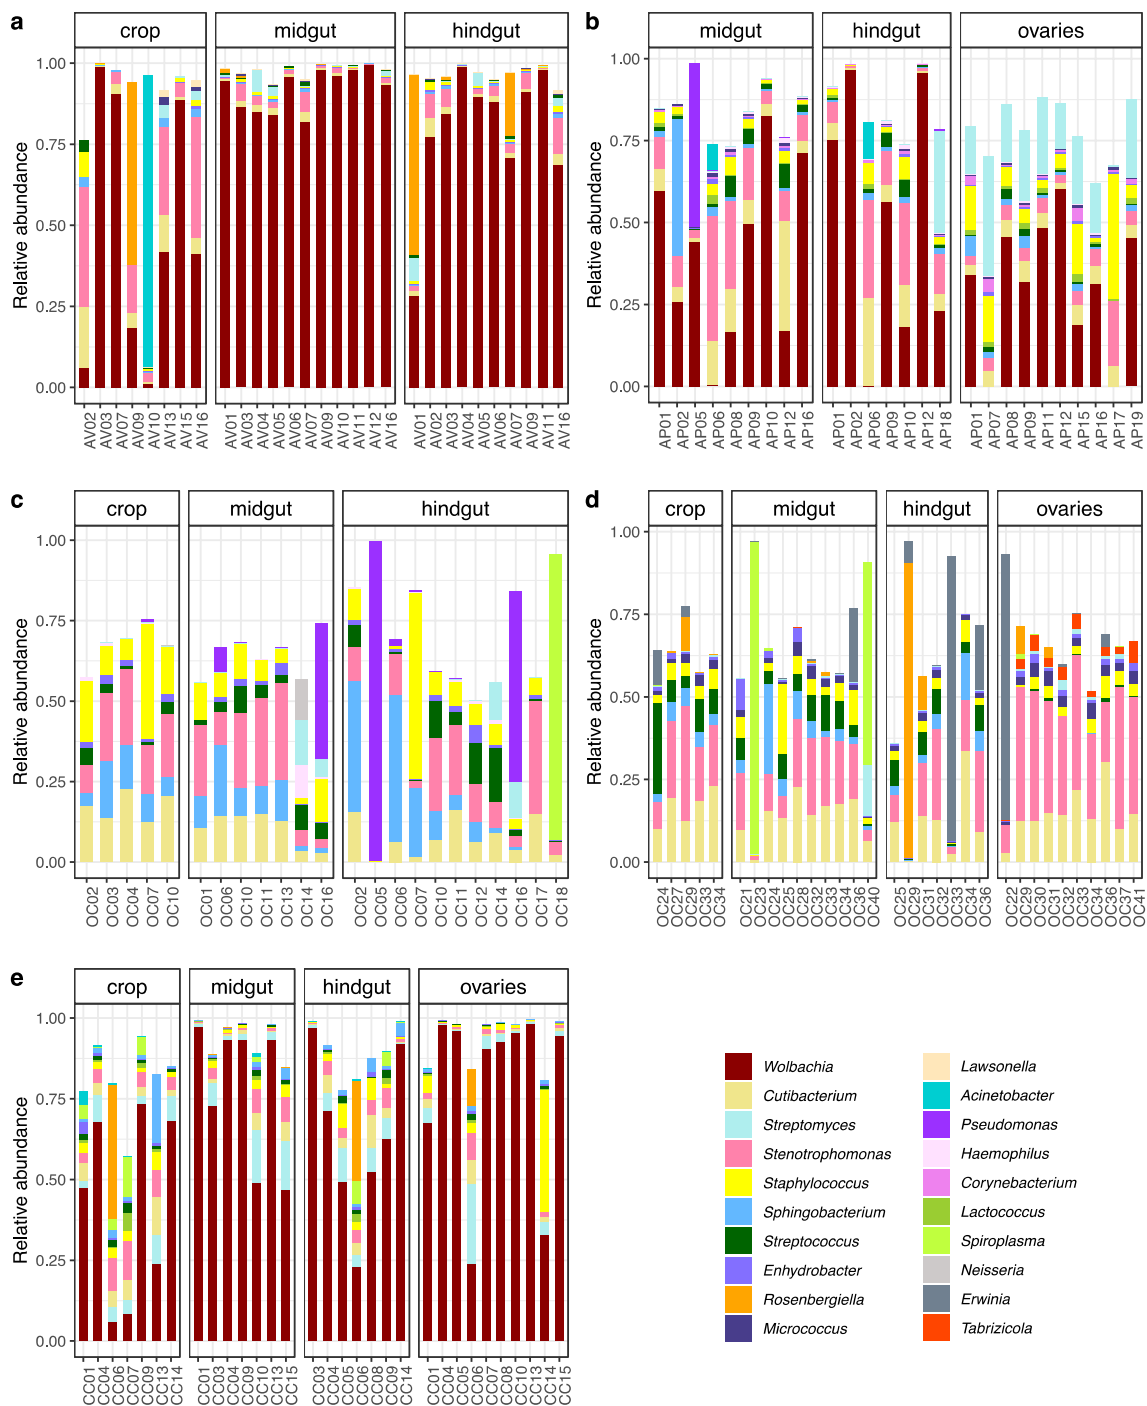 a
crop midgut hindgut
Relative abundance
1.00
0.75
0.50
0.25
0.00
AV02 AV03 AV07 AV09 AV10 AV13 AV15 AV16 AV01 AV03 AV04 AV05 AV06 AV07 AV09 AV10 AV11 AV12 AV16 AV01 AV02 AV03 AV04 AV05 AV06 AV07 AV09 AV11 AV16
b
midgut hindgut ovaries
Relative abundance
1.00
0.75
0.50
0.25
0.00
AP01 AP02 AP05 AP06 AP08 AP09 AP10 AP12 AP16 AP01 AP02 AP06 AP09 AP10 AP12 AP18 AP01 AP07 AP08 AP09 AP11 AP12 AP15 AP16 AP17 AP19
c
crop midgut hindgut
Relative abundance
1.00
0.75
0.50
0.25
0.00
OC02 OC03 OC04 OC07 OC10 OC01 OC06 OC10 OC11 OC13 OC14 OC16 OC02 OC05 OC06 OC07 OC10 OC11 OC12 OC14 OC16 OC17 OC18
d
crop midgut hindgut ovaries
Relative abundance
1.00
0.75
0.50
0.25
0.00
OC24 OC27 OC29 OC33 OC34 OC21 OC23 OC24 OC25 OC28 OC32 OC33 OC34 OC36 OC40 OC25 OC29 OC31 OC32 OC33 OC36 OC22 OC29 OC30 OC31 OC32 OC33 OC34 OC36 OC37 OC41
e
crop midgut hindgut ovaries
Relative abundance
1.00
0.75
0.50
0.25
0.00
CC01 CC04 CC06 CC07 CC09 CC13 CC14 CC01 CC03 CC04 CC09 CC10 CC13 CC15 CC03 CC04 CC05 CC06 CC08 CC09 CC14 CC01 CC04 CC05 CC06 CC07 CC08 CC10 CC13 CC14 CC15
Wolbachia
Cutibacterium
Streptomyces
Stenotrophomonas
Staphylococcus
Sphingobacterium
Streptococcus
Enhydrobacter
Rosenbergiella
Micrococcus
Lawsonella
Acinetobacter
Pseudomonas
Haemophilus
Corynebacterium
Lactococcus
Spiroplasma
Neisseria
Erwinia
Tabrizicola